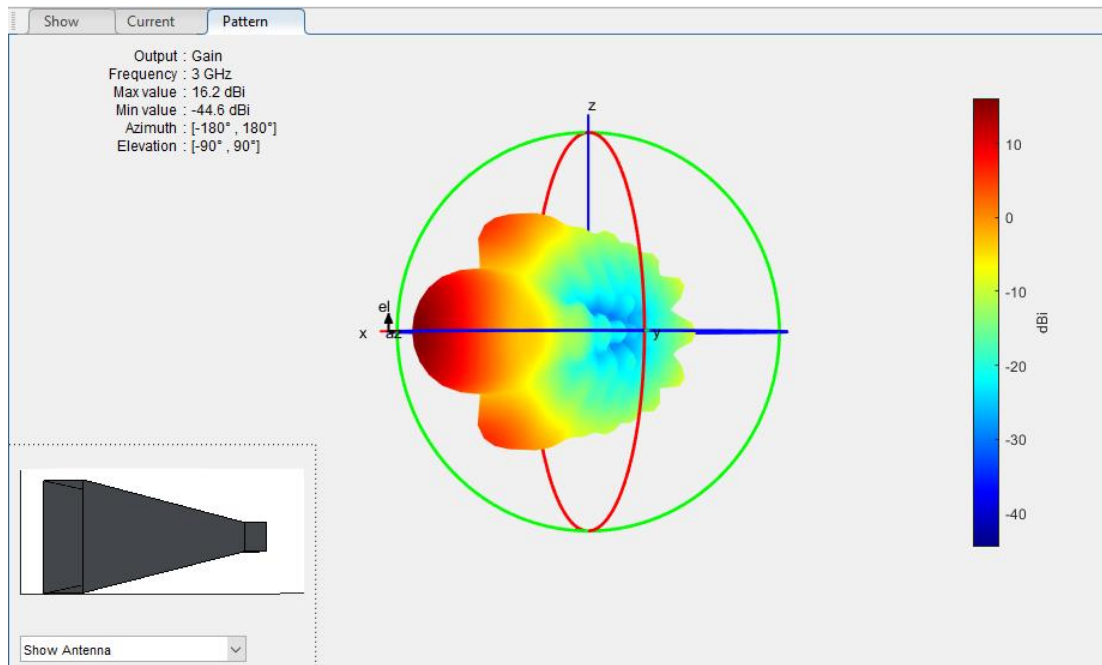 Show Current Pattern
Output : Gain
Frequency : 3 GHz
Max value : 16.2 dBi
Min value : -44.6 dBi
Azimuth : [-180° , 180°]
Elevation : [-90° , 90°]
z
el
x az y
10
0
-10
-20
-30
-40
dBi
Show Antenna